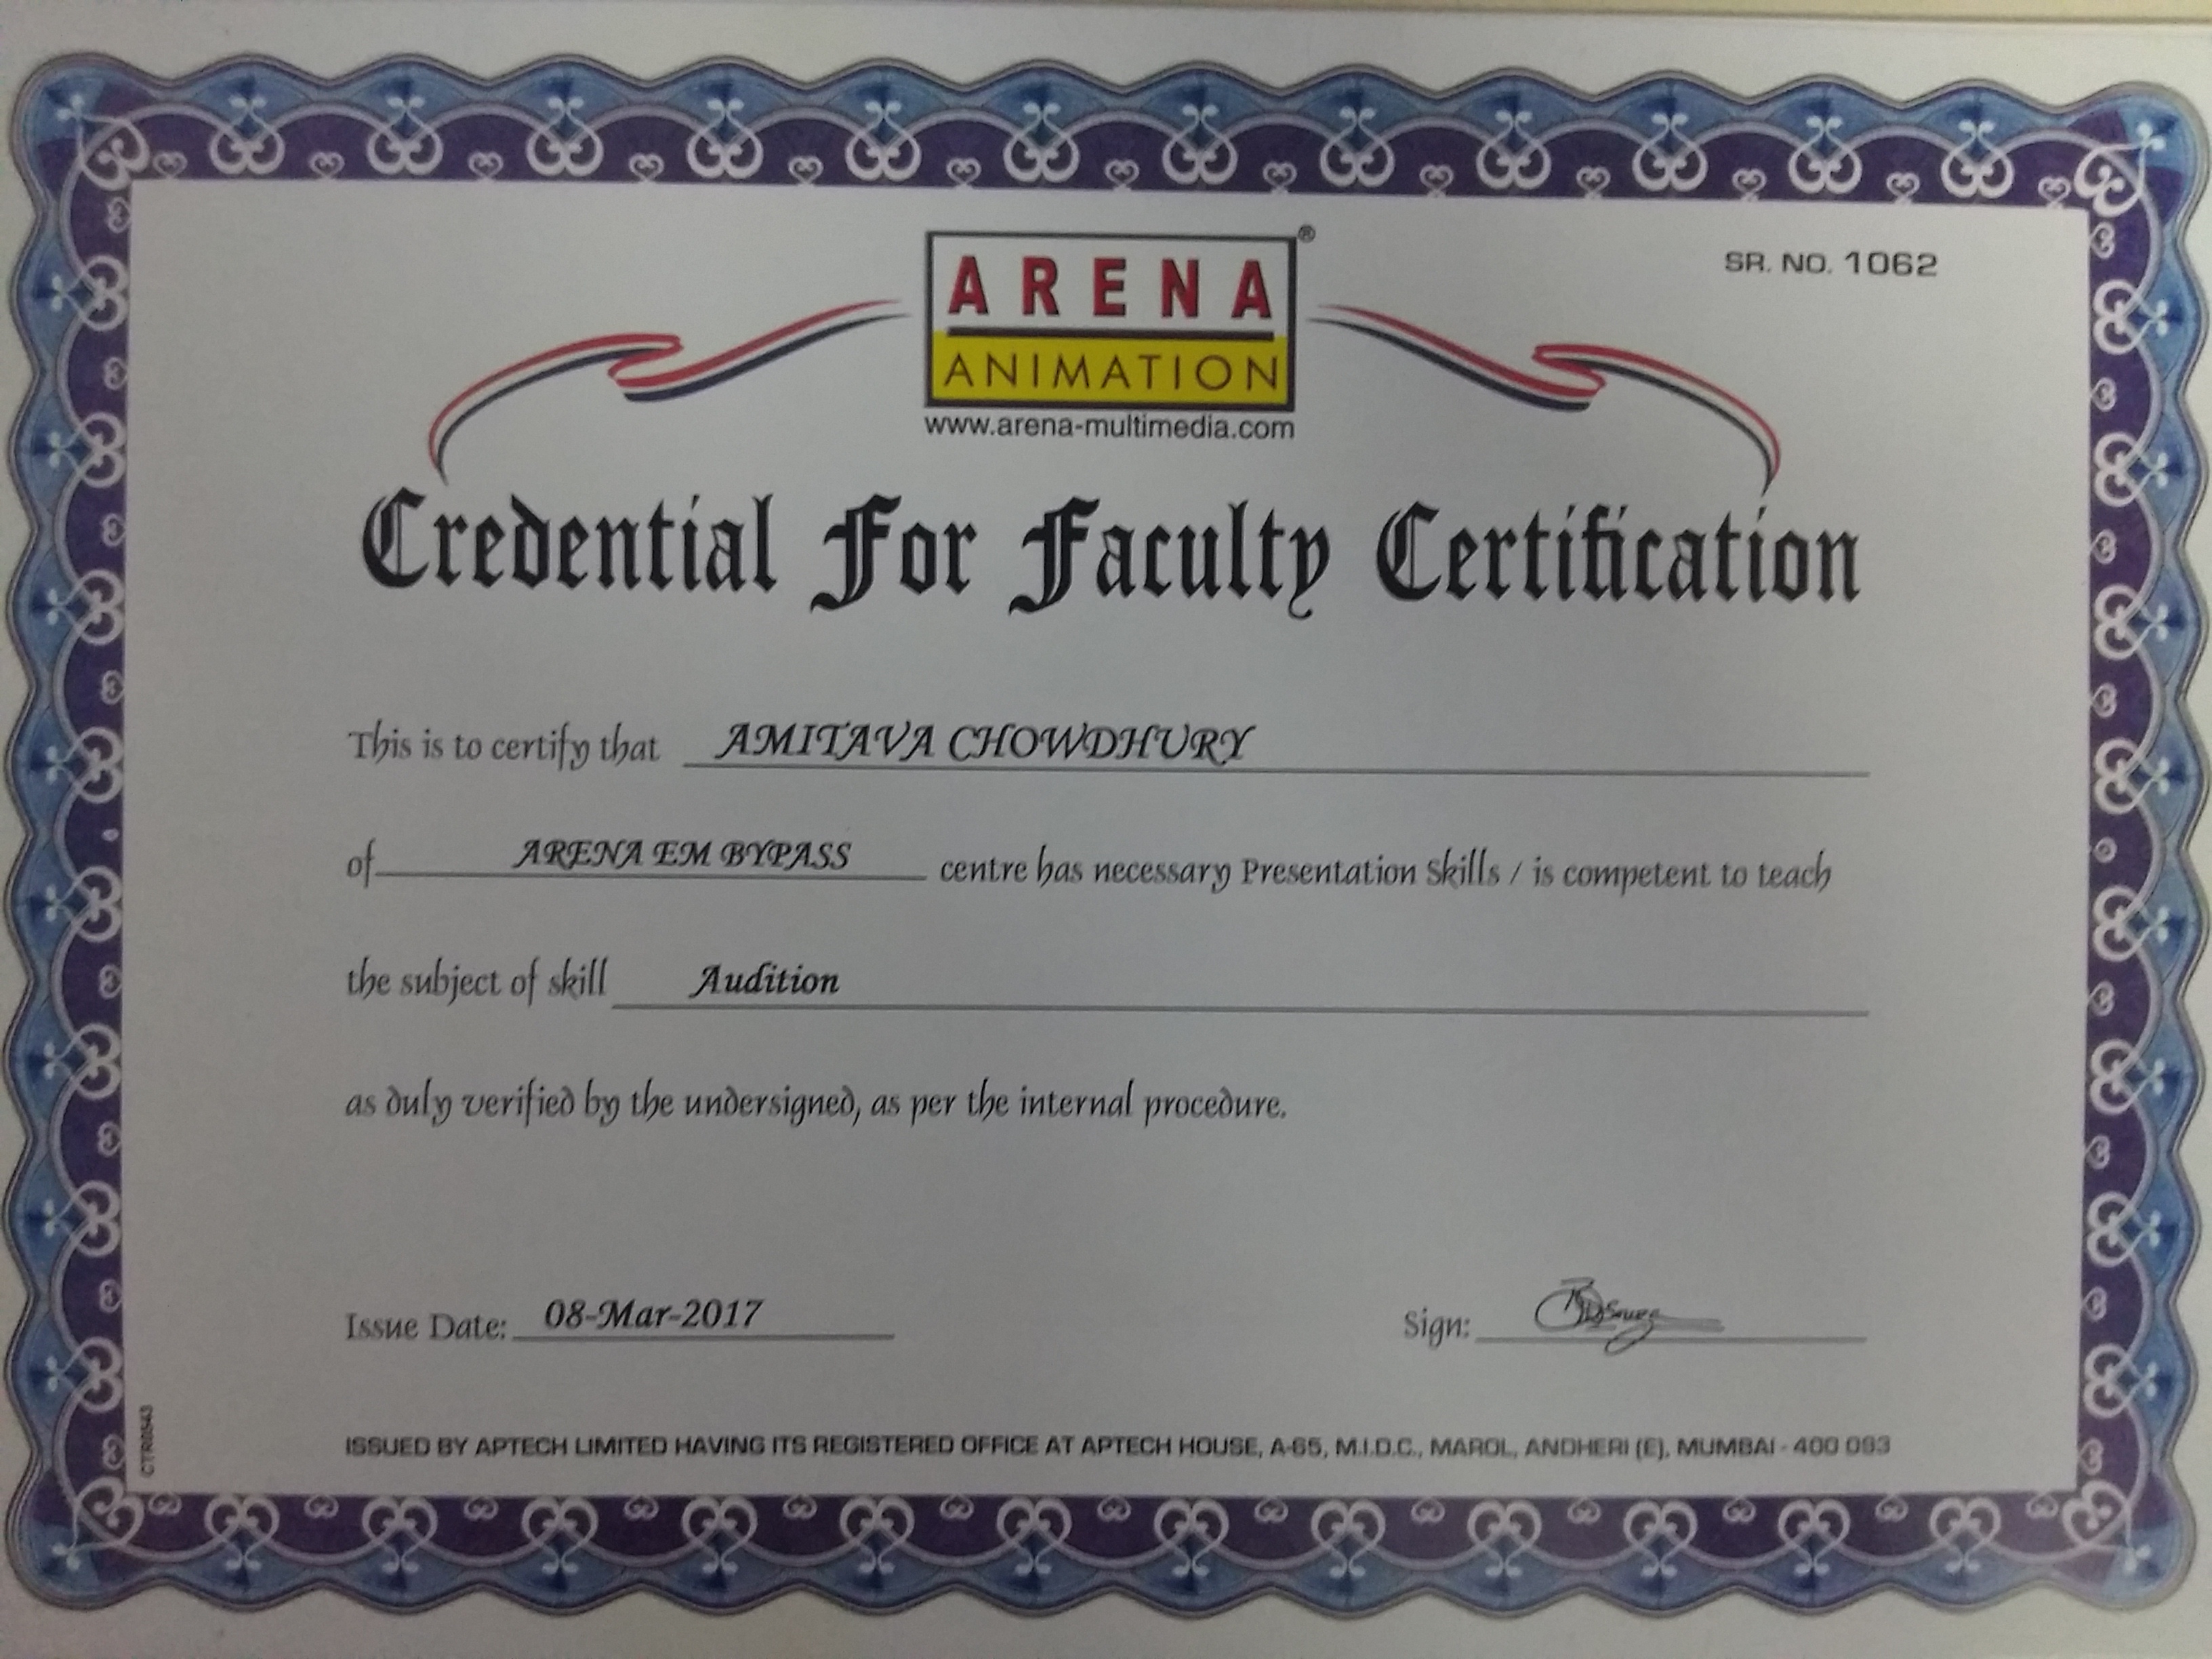 ARENA®
ANIMATION
www.arena-multimedia.com
SR. NO. 1062
Credential For Faculty Certification
This is to certify that AMITAVA CHOWDHURY
of ARENA EM BYPASS centre has necessary Presentation Skills / is competent to teach
the subject of skill Audition
as duly verified by the undersigned, as per the internal procedure.
Issue Date: 08-Mar-2017 Sign:
CTR0543
ISSUED BY APTECH LIMITED HAVING ITS REGISTERED OFFICE AT APTECH HOUSE, A-65, M.I.D.C., MAROL, ANDHERI (E), MUMBAI - 400 093